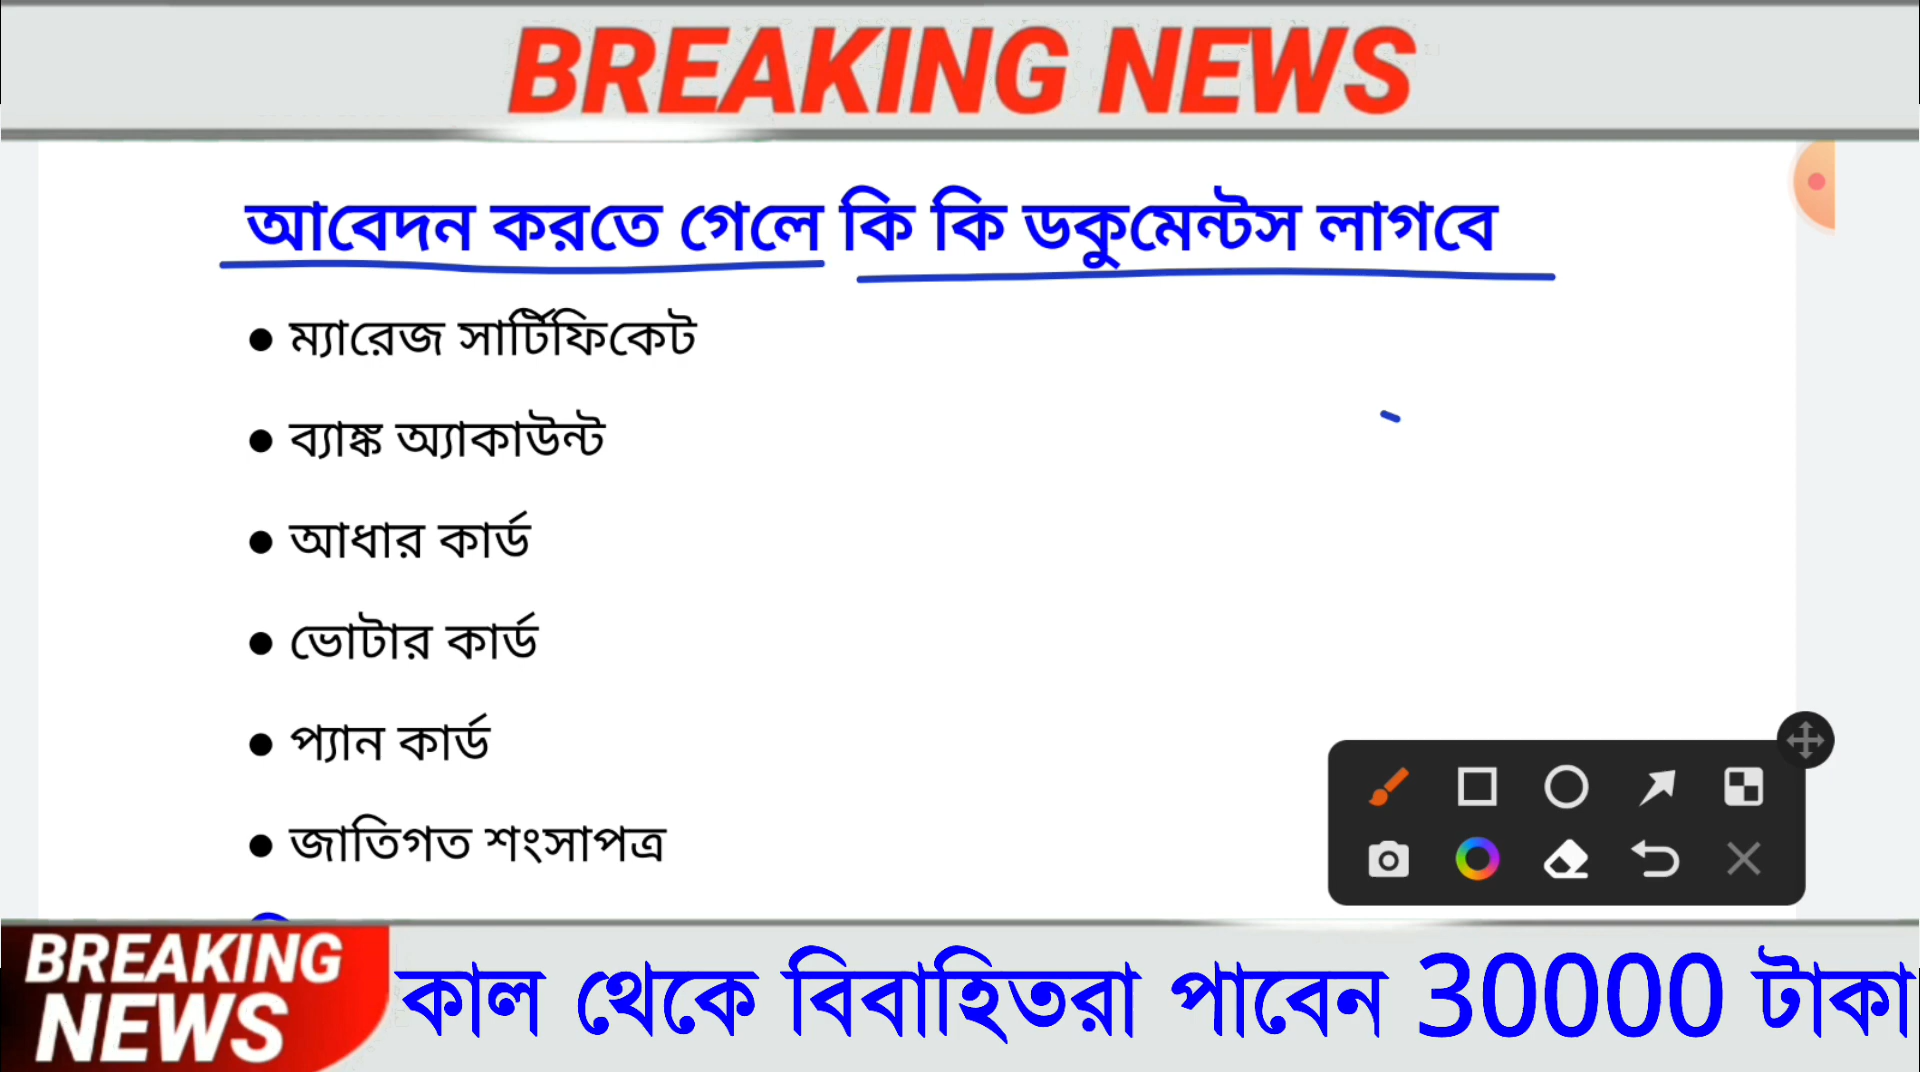 BREAKING NEWS
আবেদন করতে গেলে কি কি ডকুমেন্টস লাগবে
● ম্যারেজ সার্টিফিকেট
● ব্যাঙ্ক অ্যাকাউন্ট
● আধার কার্ড
● ভোটার কার্ড
● প্যান কার্ড
● জাতিগত শংসাপত্র
BREAKING
NEWS
কাল থেকে বিবাহিতরা পাবেন 30000 টাকা